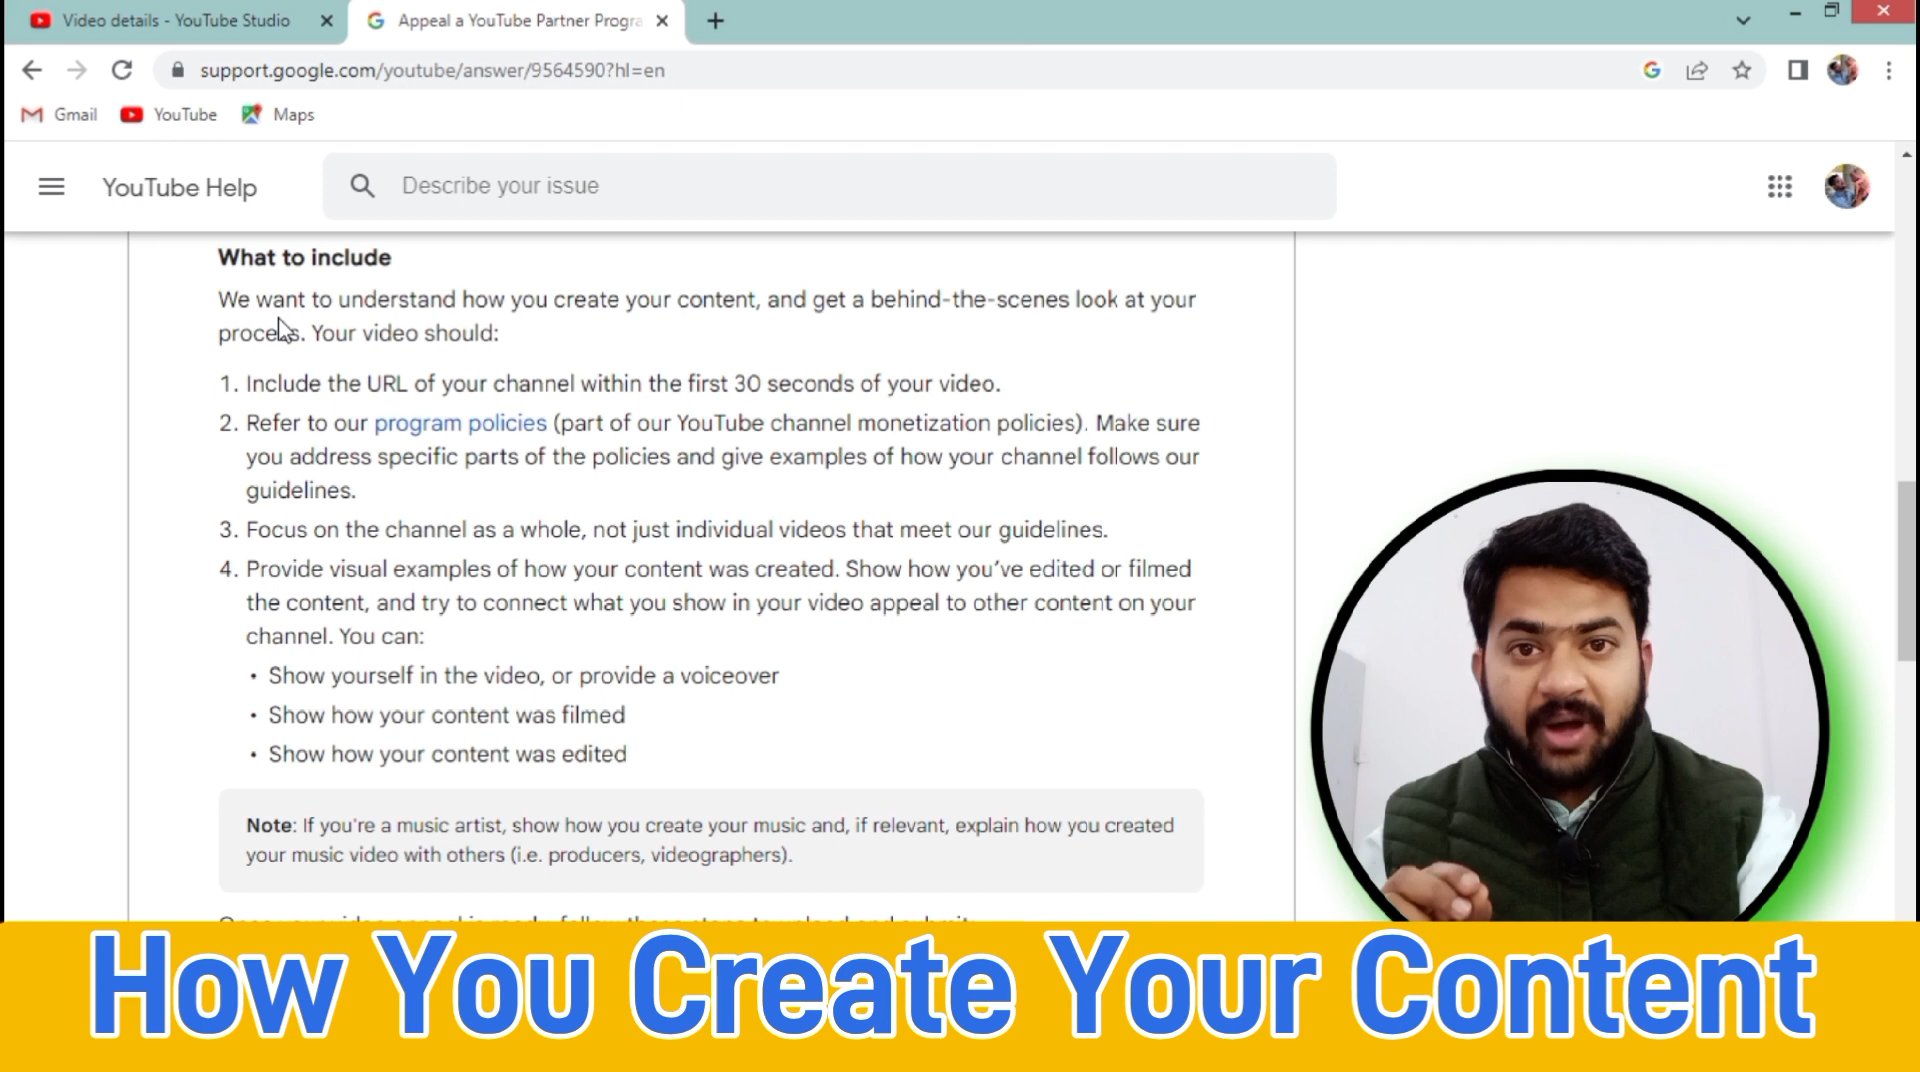 Video details - YouTube Studio
Appeal a YouTube Partner Progra
support.google.com/youtube/answer/9564590?hl=en
Gmail YouTube Maps
YouTube Help
Describe your issue
What to include
We want to understand how you create your content, and get a behind-the-scenes look at your
process. Your video should:
1. Include the URL of your channel within the first 30 seconds of your video.
2. Refer to our program policies (part of our YouTube channel monetization policies). Make sure
you address specific parts of the policies and give examples of how your channel follows our
guidelines.
3. Focus on the channel as a whole, not just individual videos that meet our guidelines.
4. Provide visual examples of how your content was created. Show how you’ve edited or filmed
the content, and try to connect what you show in your video appeal to other content on your
channel. You can:
• Show yourself in the video, or provide a voiceover
• Show how your content was filmed
• Show how your content was edited
Note: If you're a music artist, show how you create your music and, if relevant, explain how you created
your music video with others (i.e. producers, videographers).
How You Create Your Content